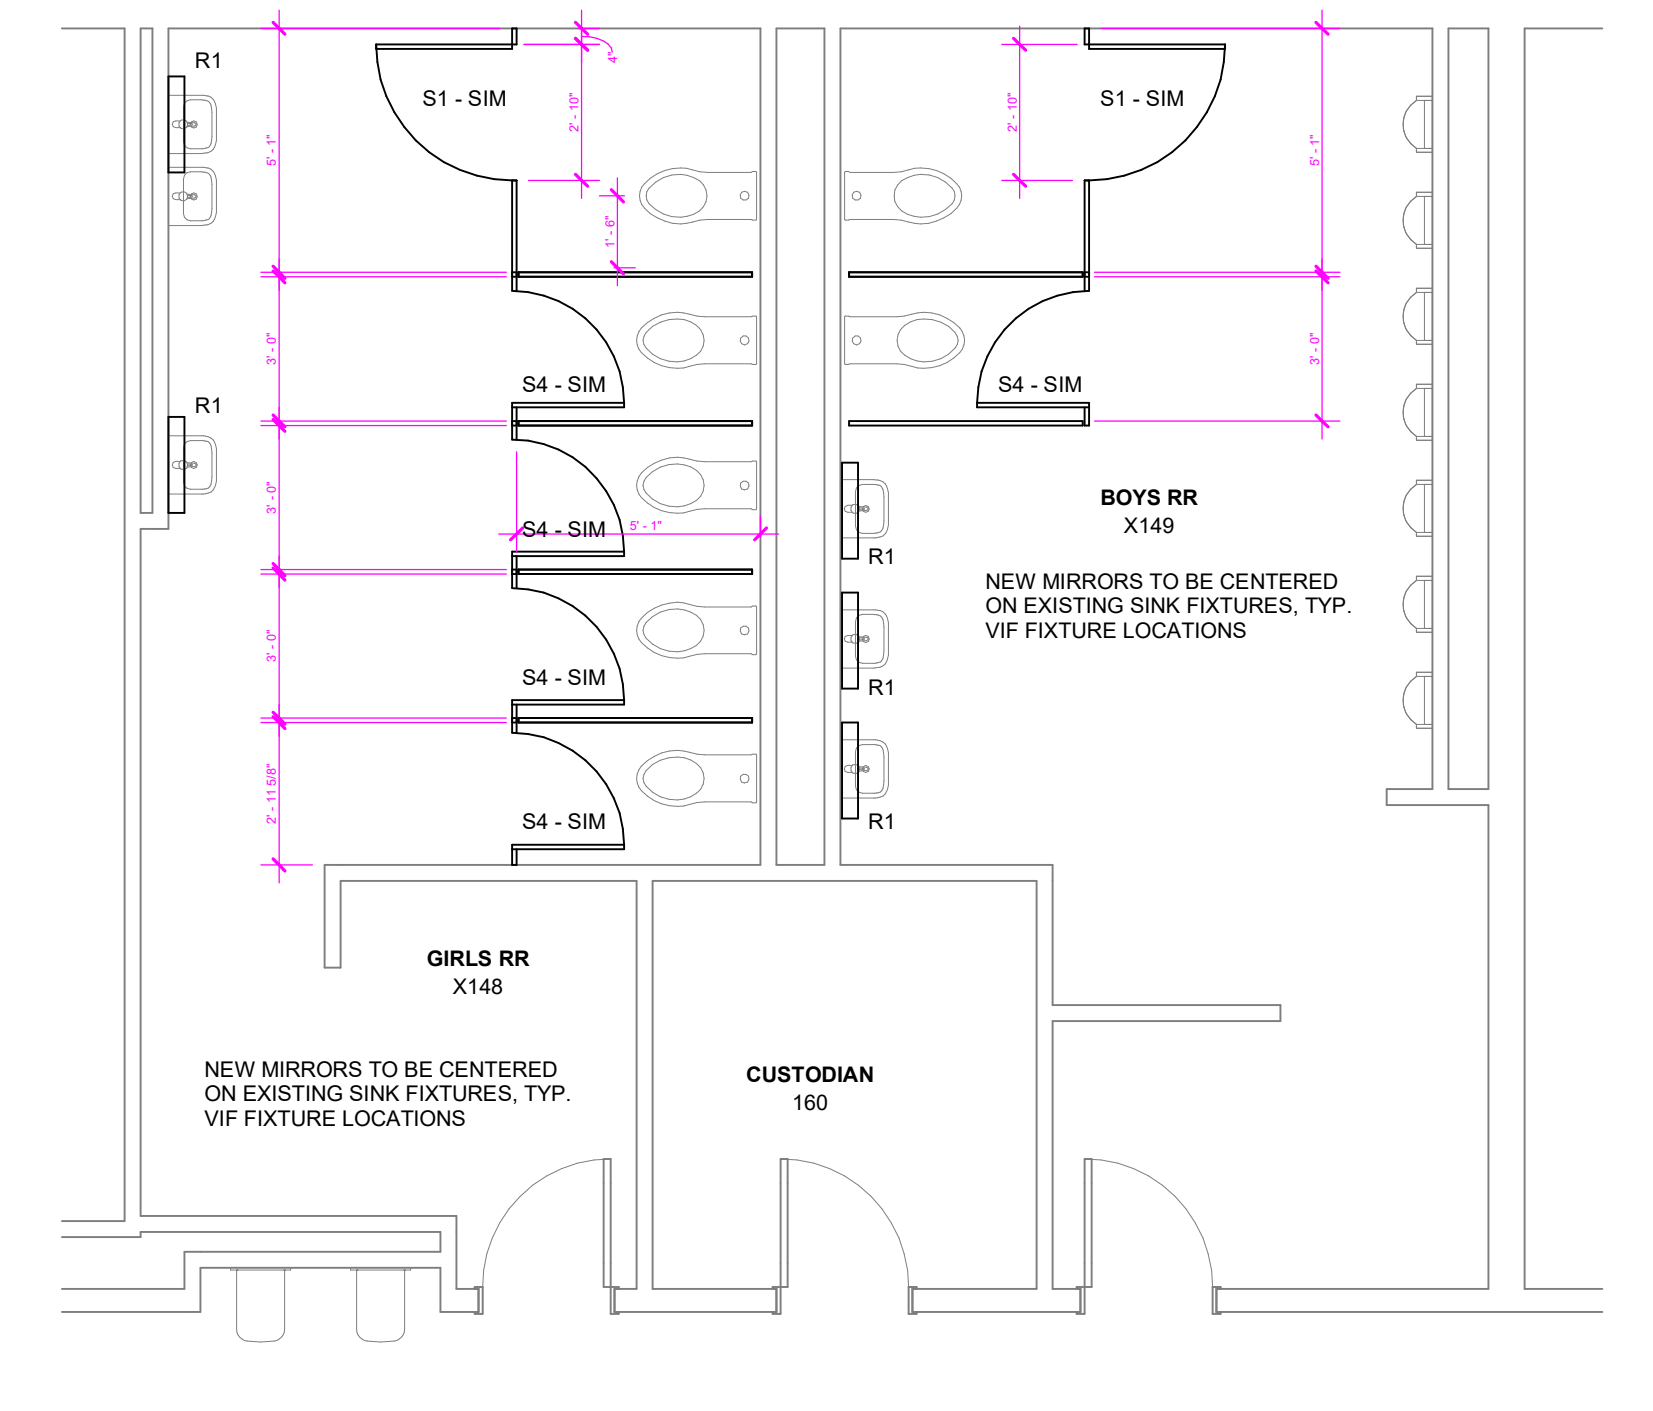 R1
S1 - SIM
4"
2' - 10"
5' - 1"
1' - 6"
2' - 10"
S1 - SIM
5' - 1"
3' - 0"
S4 - SIM
S4 - SIM
3' - 0"
R1
3' - 0"
S4 - SIM
5' - 1"
BOYS RR
X149
R1
NEW MIRRORS TO BE CENTERED
ON EXISTING SINK FIXTURES, TYP.
VIF FIXTURE LOCATIONS
3' - 0"
S4 - SIM
R1
2' - 11 5/8"
S4 - SIM
R1
GIRLS RR
X148
NEW MIRRORS TO BE CENTERED
ON EXISTING SINK FIXTURES, TYP.
VIF FIXTURE LOCATIONS
CUSTODIAN
160